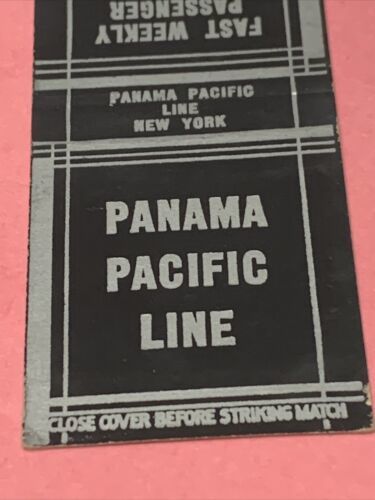 FAST WEEKLY
PASSENGER
PANAMA PACIFIC
LINE
NEW YORK
PANAMA
PACIFIC
LINE
CLOSE COVER BEFORE STRIKING MATCH